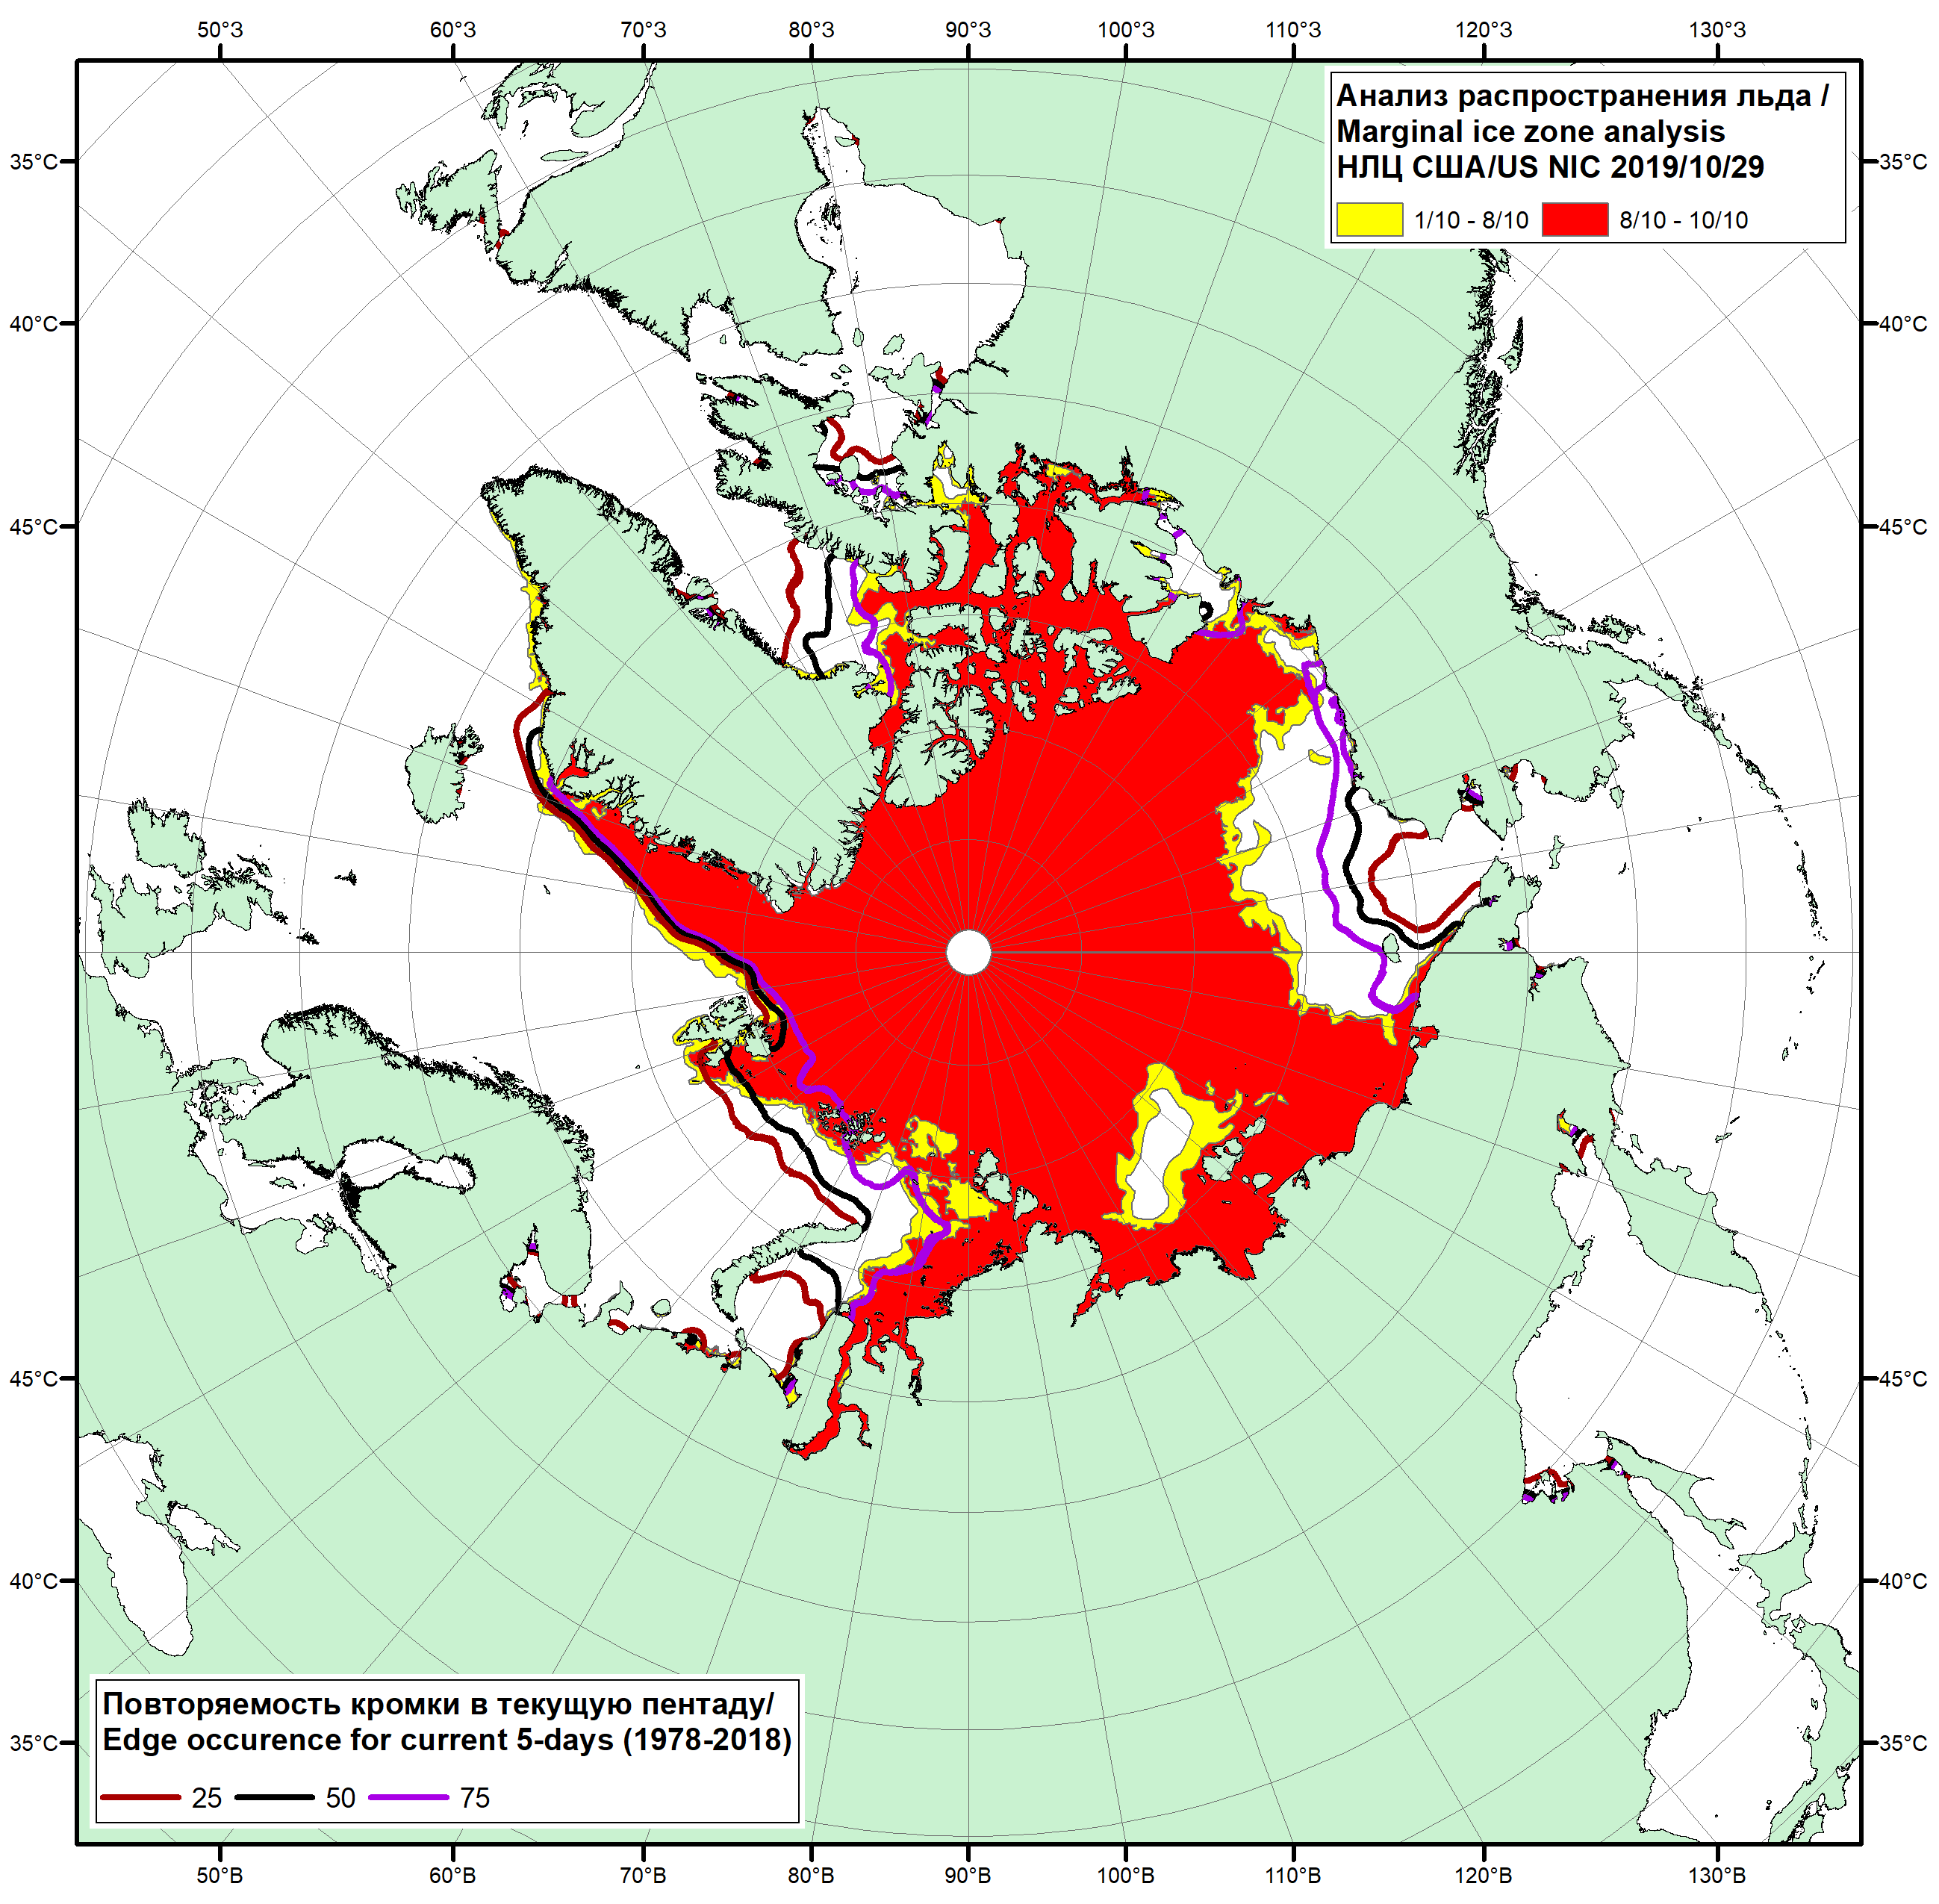 50°З 60°З 70°З 80°З 90°З 100°З 110°З 120°З 130°З
Анализ распространения льда /
Marginal ice zone analysis
НЛЦ США/US NIC 2019/10/29
1/10 - 8/10 8/10 - 10/10
35°С 35°С
40°С 40°С
45°С 45°С
45°С 45°С
40°С 40°С
35°С 35°С
Повторяемость кромки в текущую пентаду/
Edge occurence for current 5-days (1978-2018)
25 50 75
50°В 60°В 70°В 80°В 90°В 100°В 110°В 120°В 130°В